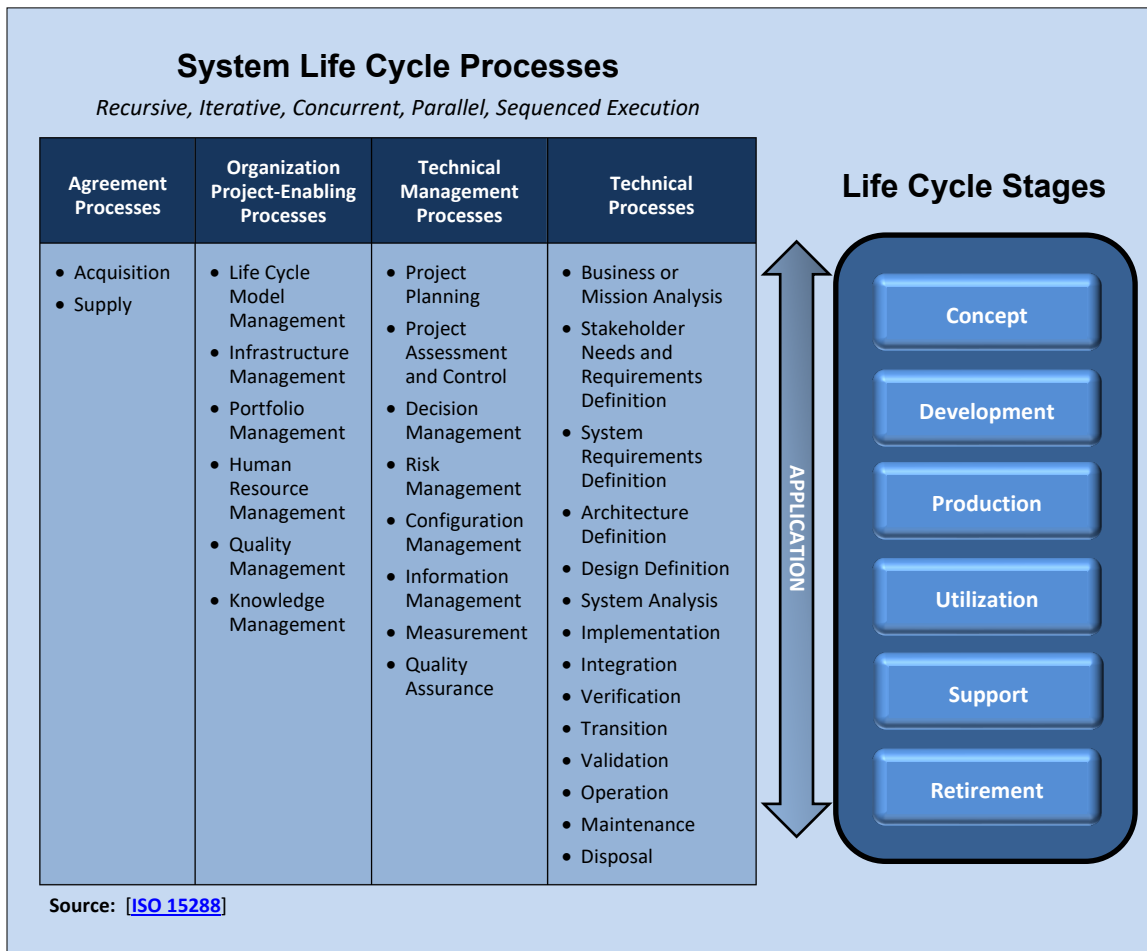 System Life Cycle Processes
Recursive, Iterative, Concurrent, Parallel, Sequenced Execution
Agreement
Processes
Organization
Project-Enabling
Processes
Technical
Management
Processes
Technical
Processes
• Acquisition
• Supply
• Life Cycle
Model
Management
• Infrastructure
Management
• Portfolio
Management
• Human
Resource
Management
• Quality
Management
• Knowledge
Management
• Project
Planning
• Project
Assessment
and Control
• Decision
Management
• Risk
Management
• Configuration
Management
• Information
Management
• Measurement
• Quality
Assurance
• Business or
Mission Analysis
• Stakeholder
Needs and
Requirements
Definition
• System
Requirements
Definition
• Architecture
Definition
• Design Definition
• System Analysis
• Implementation
• Integration
• Verification
• Transition
• Validation
• Operation
• Maintenance
• Disposal
APPLICATION
Life Cycle Stages
Concept
Development
Production
Utilization
Support
Retirement
Source: [ISO 15288]